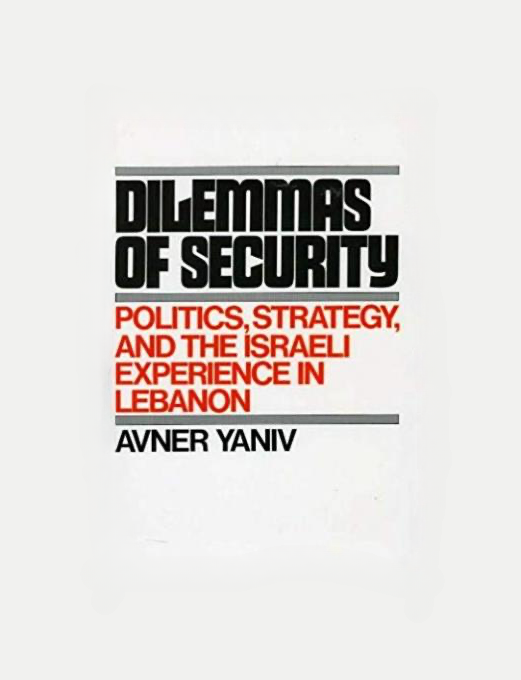 DILEMMAS
OF SECURITY
POLITICS, STRATEGY,
AND THE ISRAELI
EXPERIENCE IN
LEBANON
AVNER YANIV